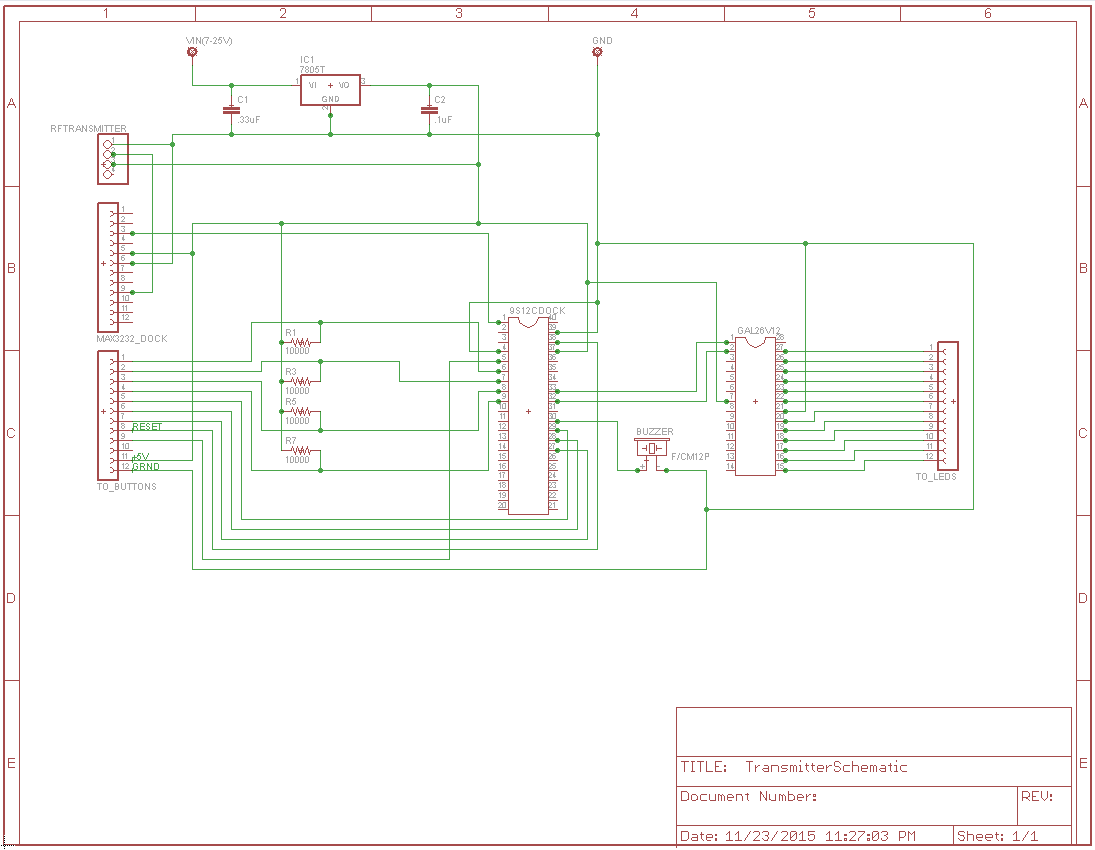 1 2 3 4 5 6
A A
B B
C C
D D
E E
VIN(7-25V)
GND
IC1
7805T
1 VI VO 3
GND
2
C1
.33uF
C2
.1uF
RFTRANSMITTER
1
2
3
4
1
2
3
4
5
6
7
8
9
10
11
12
MAX3232_DOCK
1
2
3
4
5
6
7
8
9
10
11
12
RESET
+5V
GRND
TO_BUTTONS
R1
10000
R3
10000
R5
10000
R7
10000
9S12CDOCK
1 40
2 39
3 38
4 37
5 36
6 35
7 34
8 33
9 32
10 31
11 30
12 29
13 28
14 27
15 26
16 25
17 24
18 23
19 22
20 21
BUZZER
F/CM12P
GAL26V12
1 28
2 27
3 26
4 25
5 24
6 23
7 22
8 21
9 20
10 19
11 18
12 17
13 16
14 15
1
2
3
4
5
6
7
8
9
10
11
12
TO_LEDS
TITLE: TransmitterSchematic
Document Number:
REV:
Date: 11/23/2015 11:27:03 PM
Sheet: 1/1